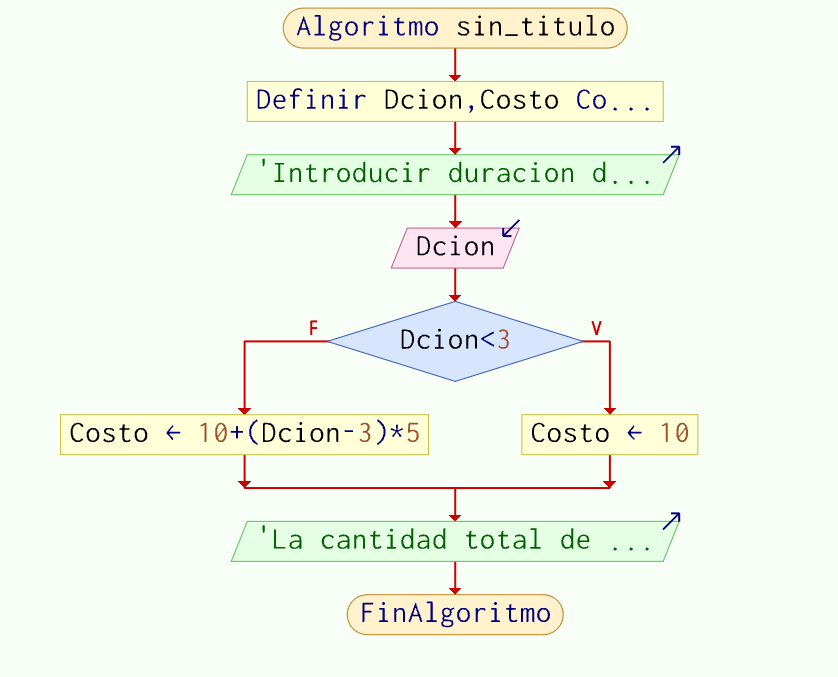 Algoritmo sin_titulo
Definir Dcion,Costo Co...
'Introducir duracion d...
Dcion
F
V
Dcion<3
Costo ← 10+(Dcion-3)*5
Costo ← 10
'La cantidad total de ...
FinAlgoritmo